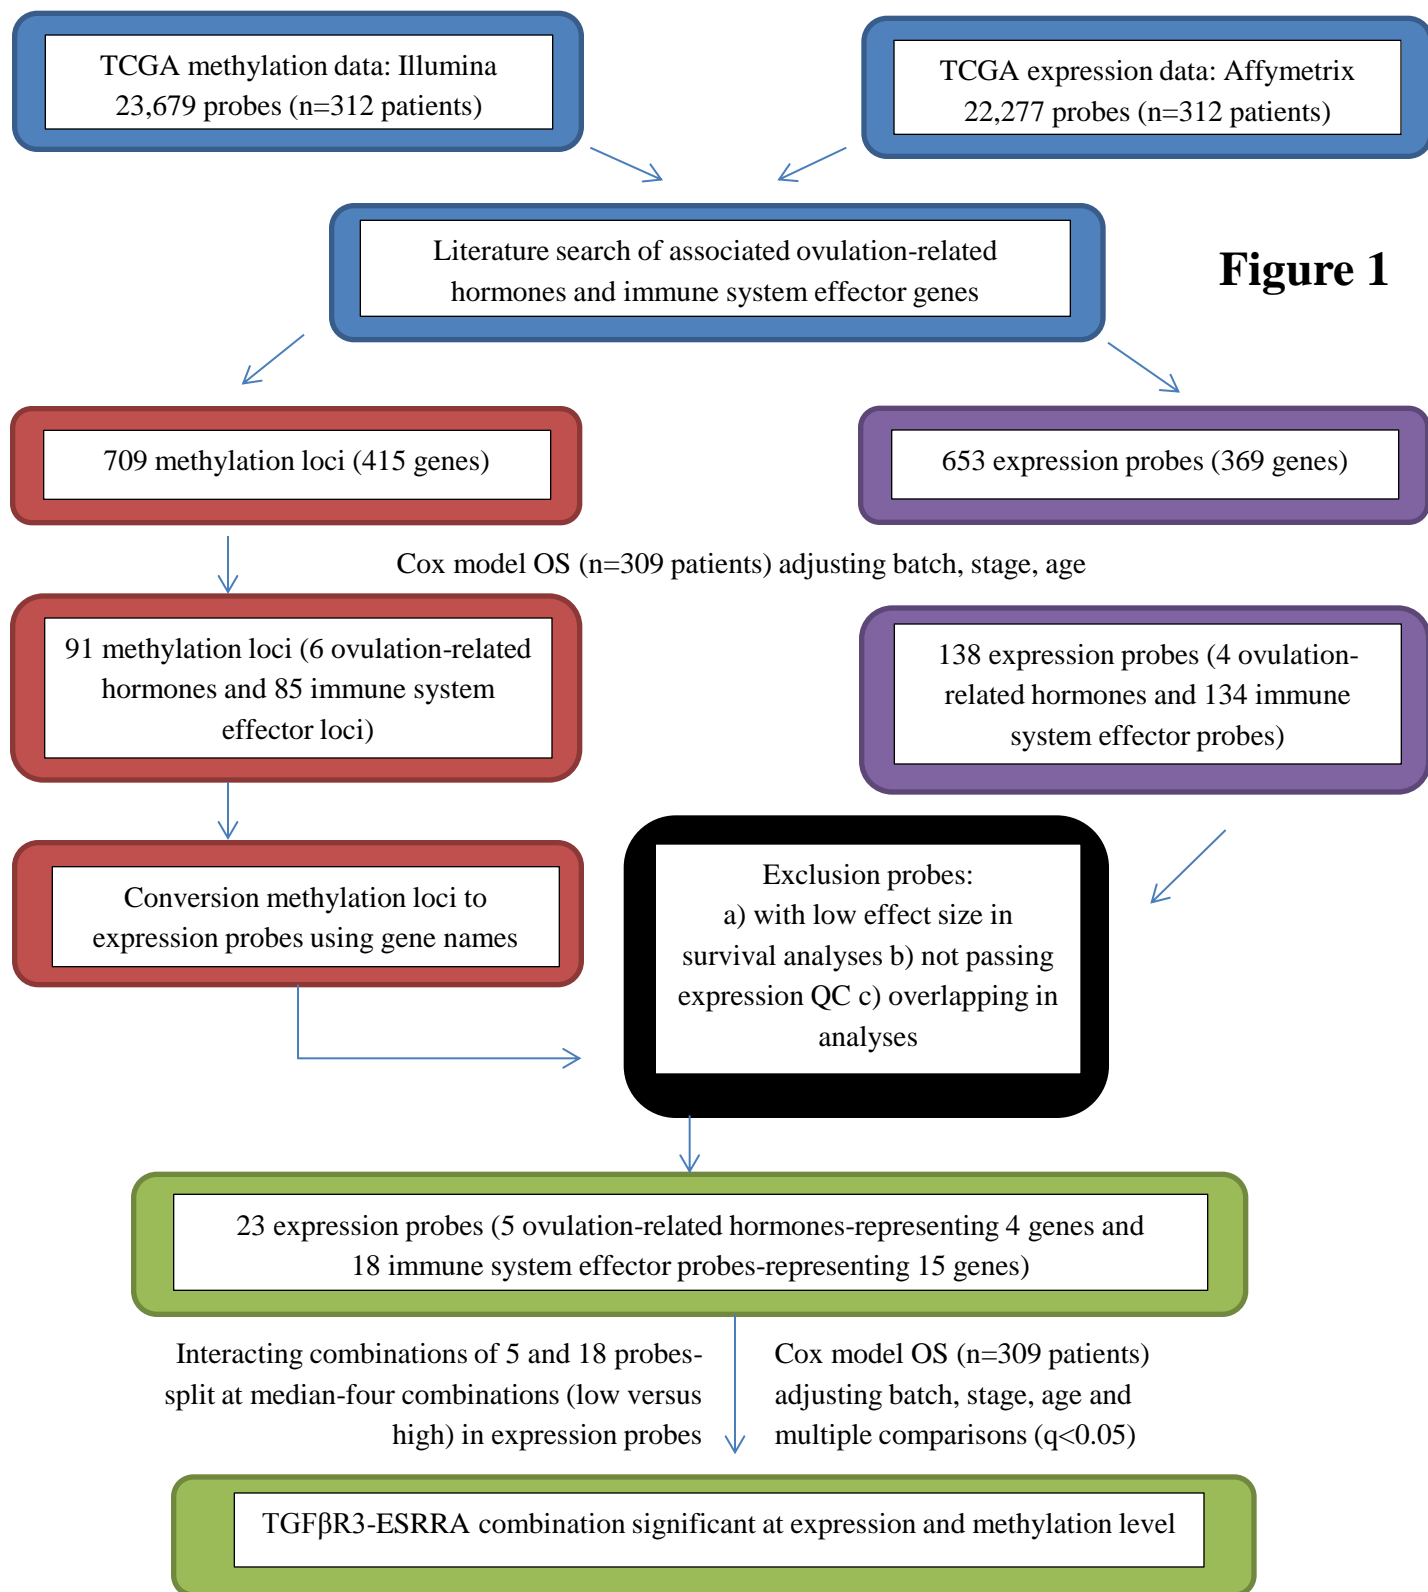 TCGA methylation data: Illumina
23,679 probes (n=312 patients)
TCGA expression data: Affymetrix
22,277 probes (n=312 patients)
Literature search of associated ovulation-related
hormones and immune system effector genes
Figure 1
709 methylation loci (415 genes)
653 expression probes (369 genes)
Cox model OS (n=309 patients) adjusting batch, stage, age
91 methylation loci (6 ovulation-related
hormones and 85 immune system
effector loci)
138 expression probes (4 ovulation-
related hormones and 134 immune
system effector probes)
Conversion methylation loci to
expression probes using gene names
Exclusion probes:
a) with low effect size in
survival analyses b) not passing
expression QC c) overlapping in
analyses
23 expression probes (5 ovulation-related hormones-representing 4 genes and
18 immune system effector probes-representing 15 genes)
Interacting combinations of 5 and 18 probes-
split at median-four combinations (low versus
high) in expression probes
Cox model OS (n=309 patients)
adjusting batch, stage, age and
multiple comparisons (q<0.05)
TGFβR3-ESRRA combination significant at expression and methylation level